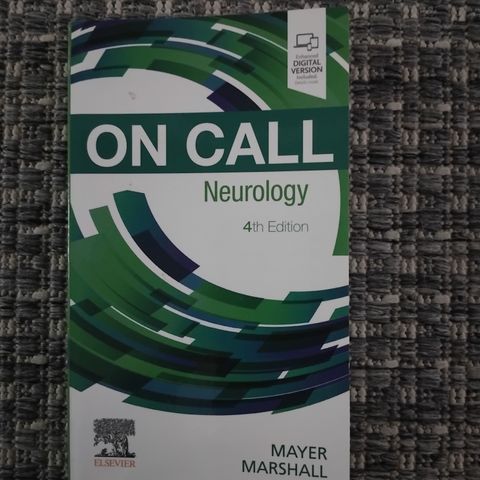 Enhanced
DIGITAL
VERSION
Included.
ON CALL
Neurology
4th Edition
ELSEVIER
MAYER
MARSHALL